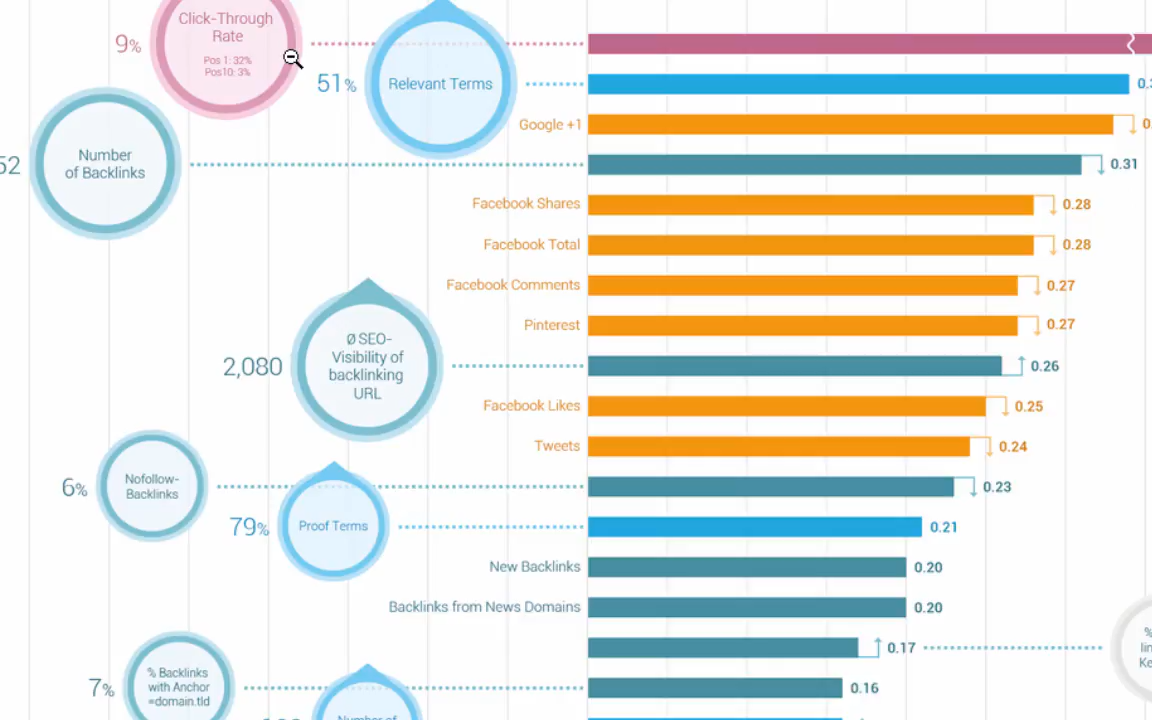 Click-Through
Rate
Pos 1: 32%
Pos10: 3%
9%
51%
Relevant Terms
Google +1
52
Number
of Backlinks
0.31
Facebook Shares
0.28
Facebook Total
0.28
Facebook Comments
0.27
Pinterest
0.27
2,080
Ø SEO-
Visibility of
backlinking
URL
0.26
Facebook Likes
0.25
Tweets
0.24
6%
Nofollow-
Backlinks
0.23
79%
Proof Terms
0.21
New Backlinks
0.20
Backlinks from News Domains
0.20
0.17
7%
% Backlinks
with Anchor
=domain.tld
0.16
Number of